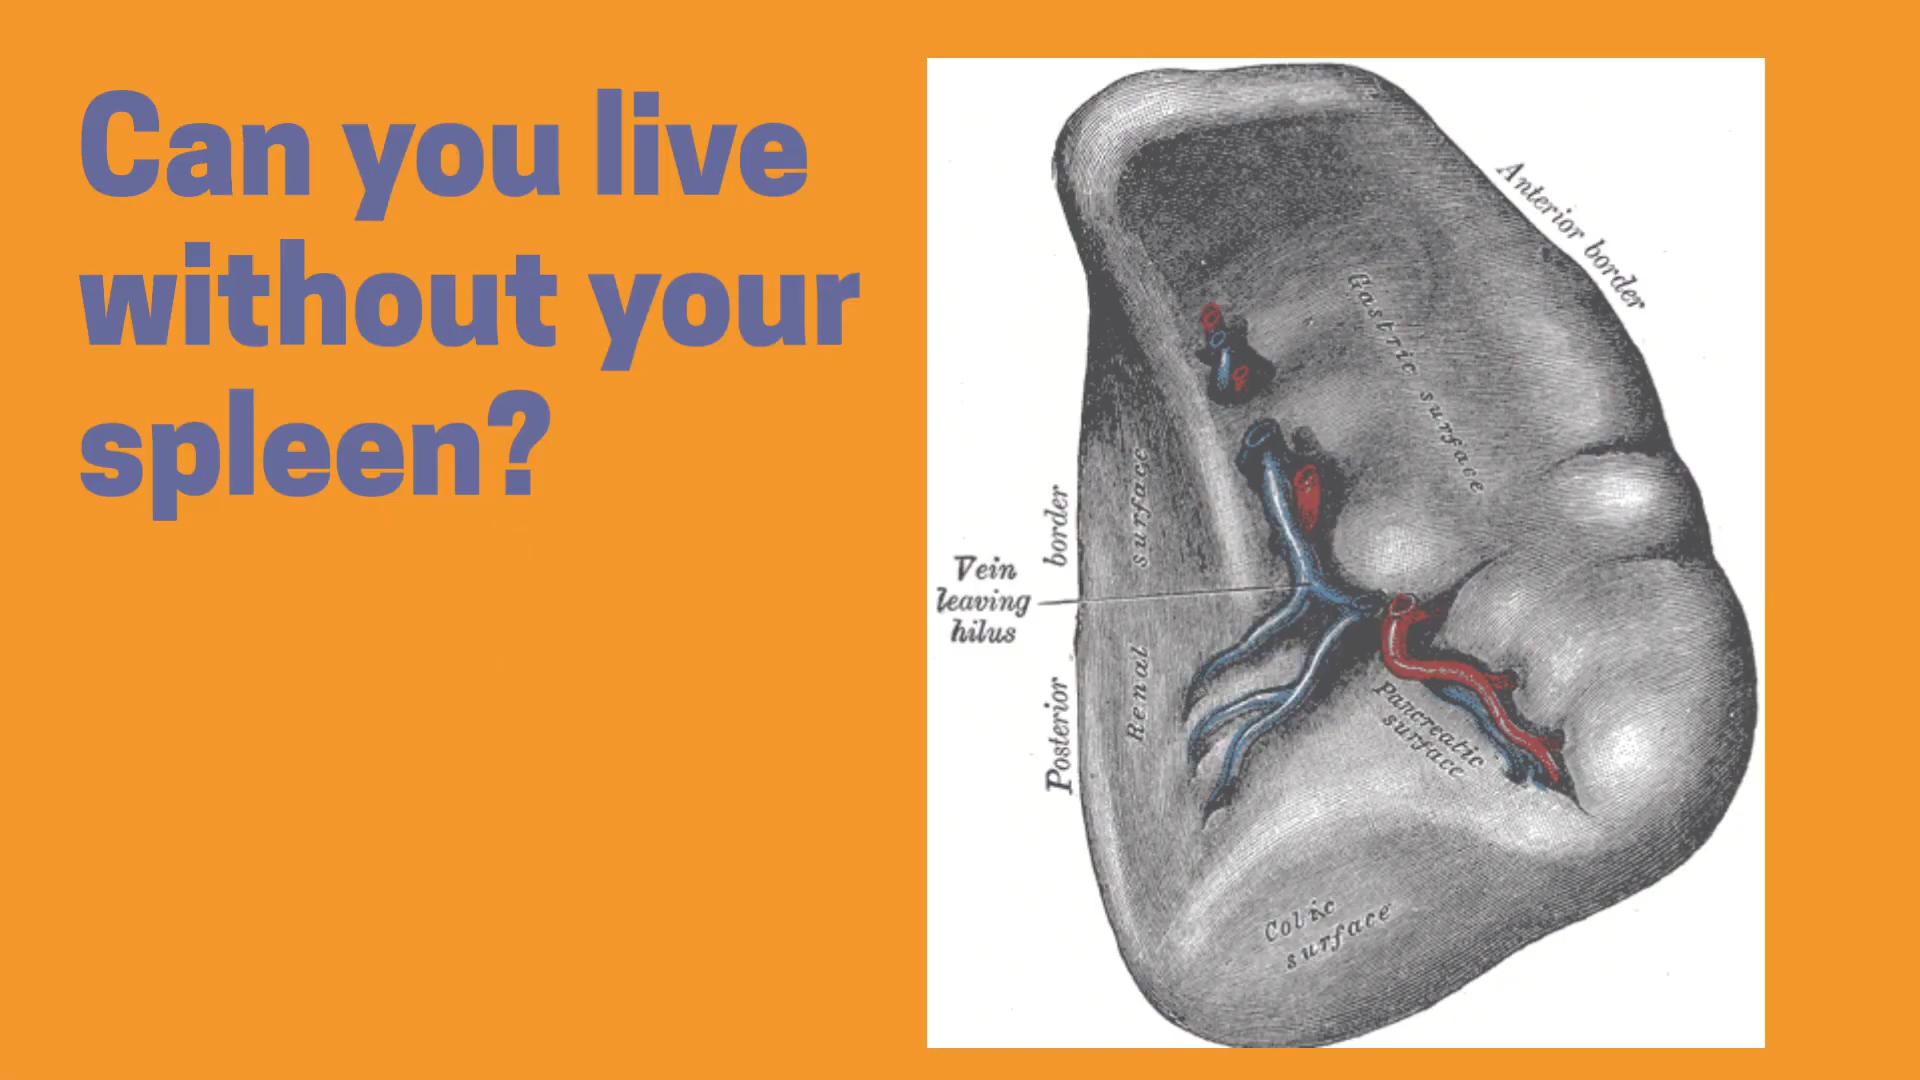 Can you live
without your
spleen?
Anterior border
Gastric surface
Posterior border
Renal surface
Vein
leaving
hilus
Pancreatic
surface
Colic
surface